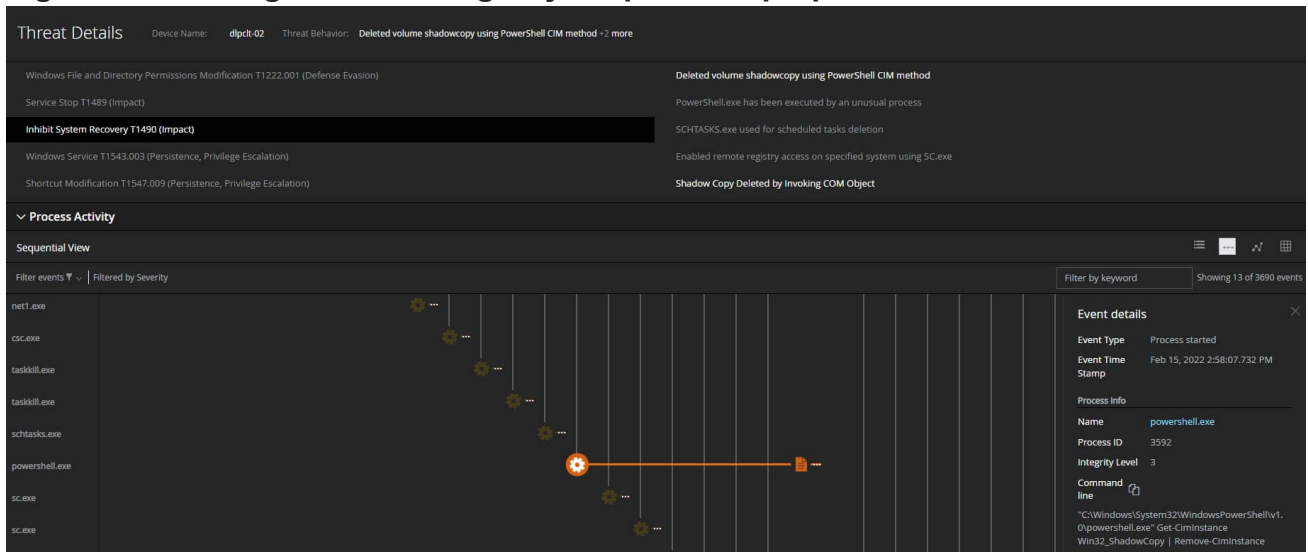 Threat Details Device Name: dlpclt-02 Threat Behavior: Deleted volume shadowcopy using PowerShell CIM method +2 more
Windows File and Directory Permissions Modification T1222.001 (Defense Evasion)
Deleted volume shadowcopy using PowerShell CIM method
Service Stop T1489 (Impact)
PowerShell.exe has been executed by an unusual process
Inhibit System Recovery T1490 (Impact)
SCHTASKS.exe used for scheduled tasks deletion
Windows Service T1543.003 (Persistence, Privilege Escalation)
Enabled remote registry access on specified system using SC.exe
Shortcut Modification T1547.009 (Persistence, Privilege Escalation)
Shadow Copy Deleted by Invoking COM Object
Process Activity
Sequential View
Filter events Filtered by Severity
Filter by keyword
Showing 13 of 3690 events
net1.exe
csc.exe
taskkill.exe
taskkill.exe
schtasks.exe
powershell.exe
sc.exe
sc.exe
Event details
Event Type Process started
Event Time Feb 15, 2022 2:58:07.732 PM
Stamp
Process Info
Name powershell.exe
Process ID 3592
Integrity Level 3
Command
line
"C:\Windows\System32\WindowsPowerShell\v1.
0\powershell.exe" Get-CimInstance
Win32_ShadowCopy | Remove-CimInstance